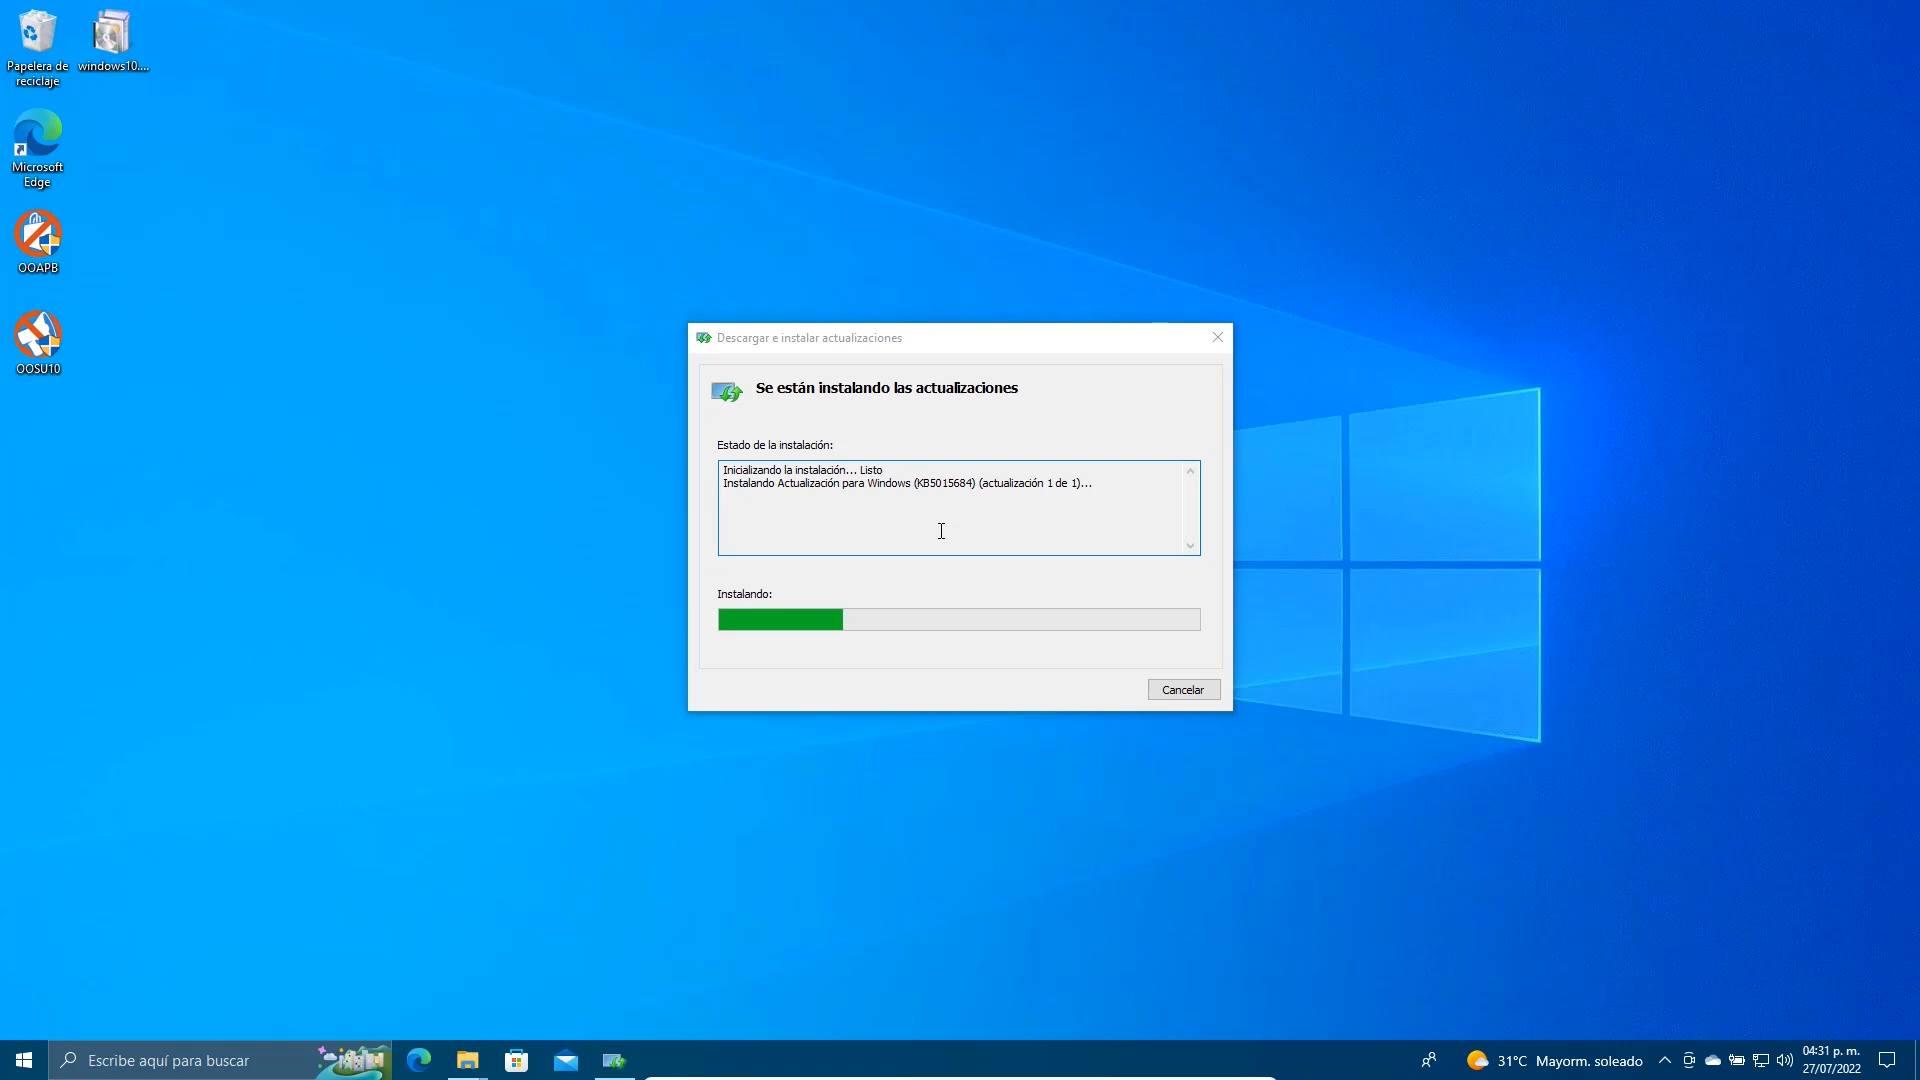 Papelera de
reciclaje
windows10....
Microsoft
Edge
OOAPB
OOSU10
Descargar e instalar actualizaciones
Se están instalando las actualizaciones
Estado de la instalación:
Inicializando la instalación... Listo
Instalando Actualización para Windows (KB5015684) (actualización 1 de 1)...
Instalando:
Cancelar
Escribe aquí para buscar
31°C Mayorm. soleado
04:31 p. m.
27/07/2022